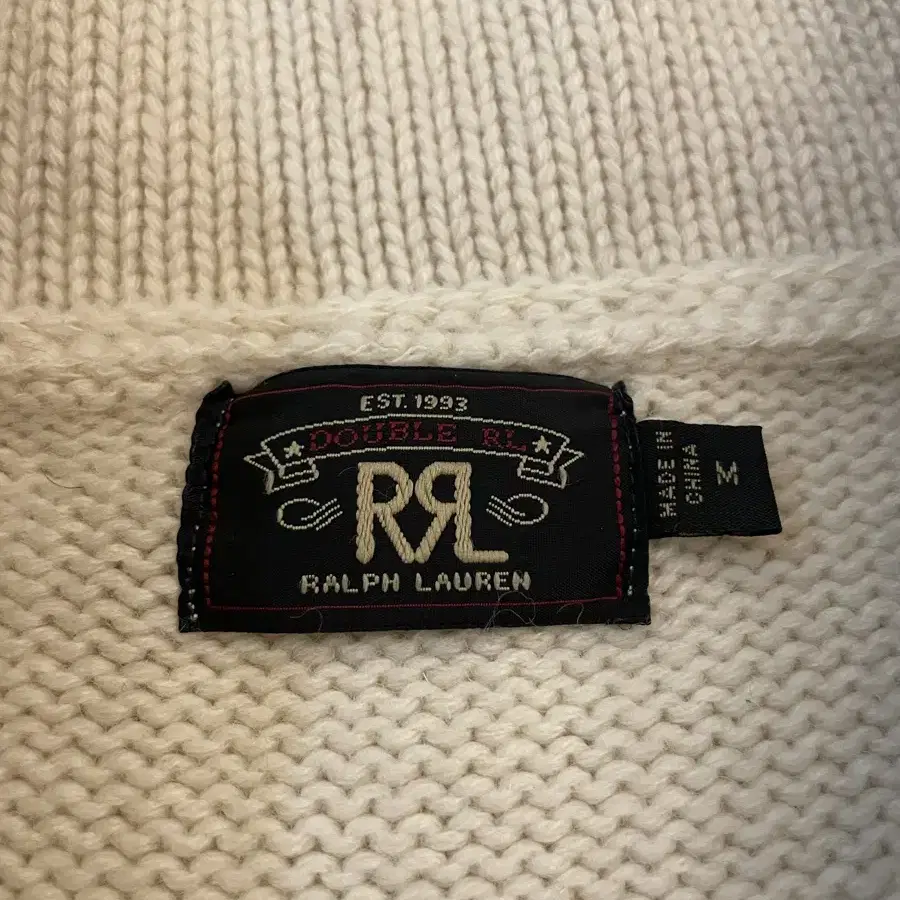 EST. 1993
DOUBLE RL
RRL
RALPH LAUREN
MADE IN
CHINA
M